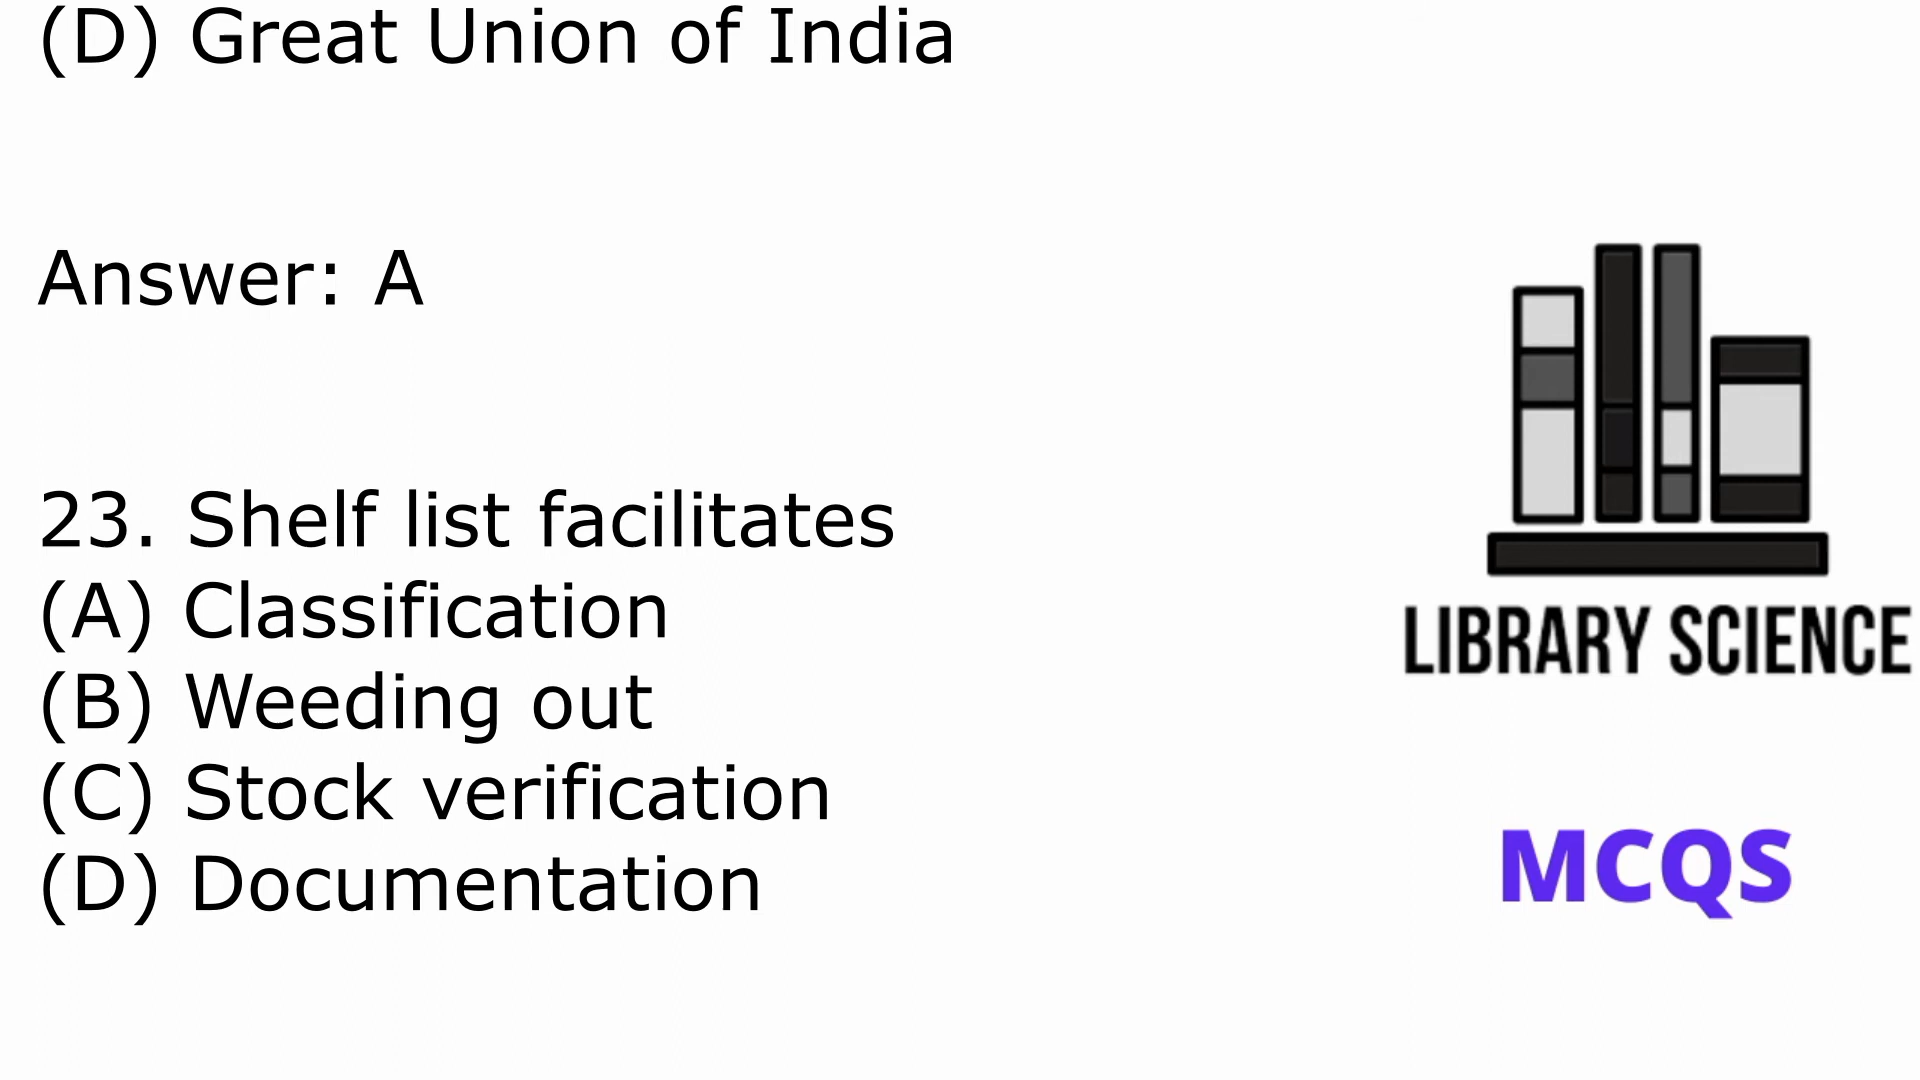 (D) Great Union of India
Answer: A
23. Shelf list facilitates
(A) Classification
(B) Weeding out
(C) Stock verification
(D) Documentation
LIBRARY SCIENCE
MCQS